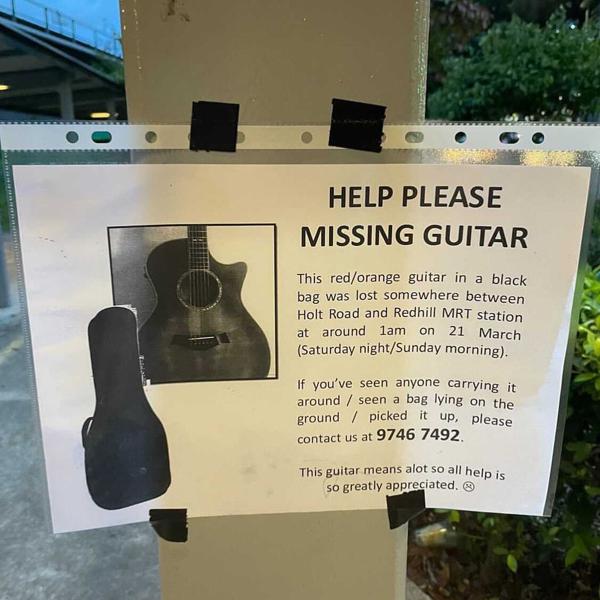 HELP PLEASE
MISSING GUITAR
This red/orange guitar in a black
bag was lost somewhere between
Holt Road and Redhill MRT station
at around 1am on 21 March
(Saturday night/Sunday morning).
If you've seen anyone carrying it
around / seen a bag lying on the
ground / picked it up, please
contact us at 9746 7492.
This guitar means alot so all help is
so greatly appreciated. ☹